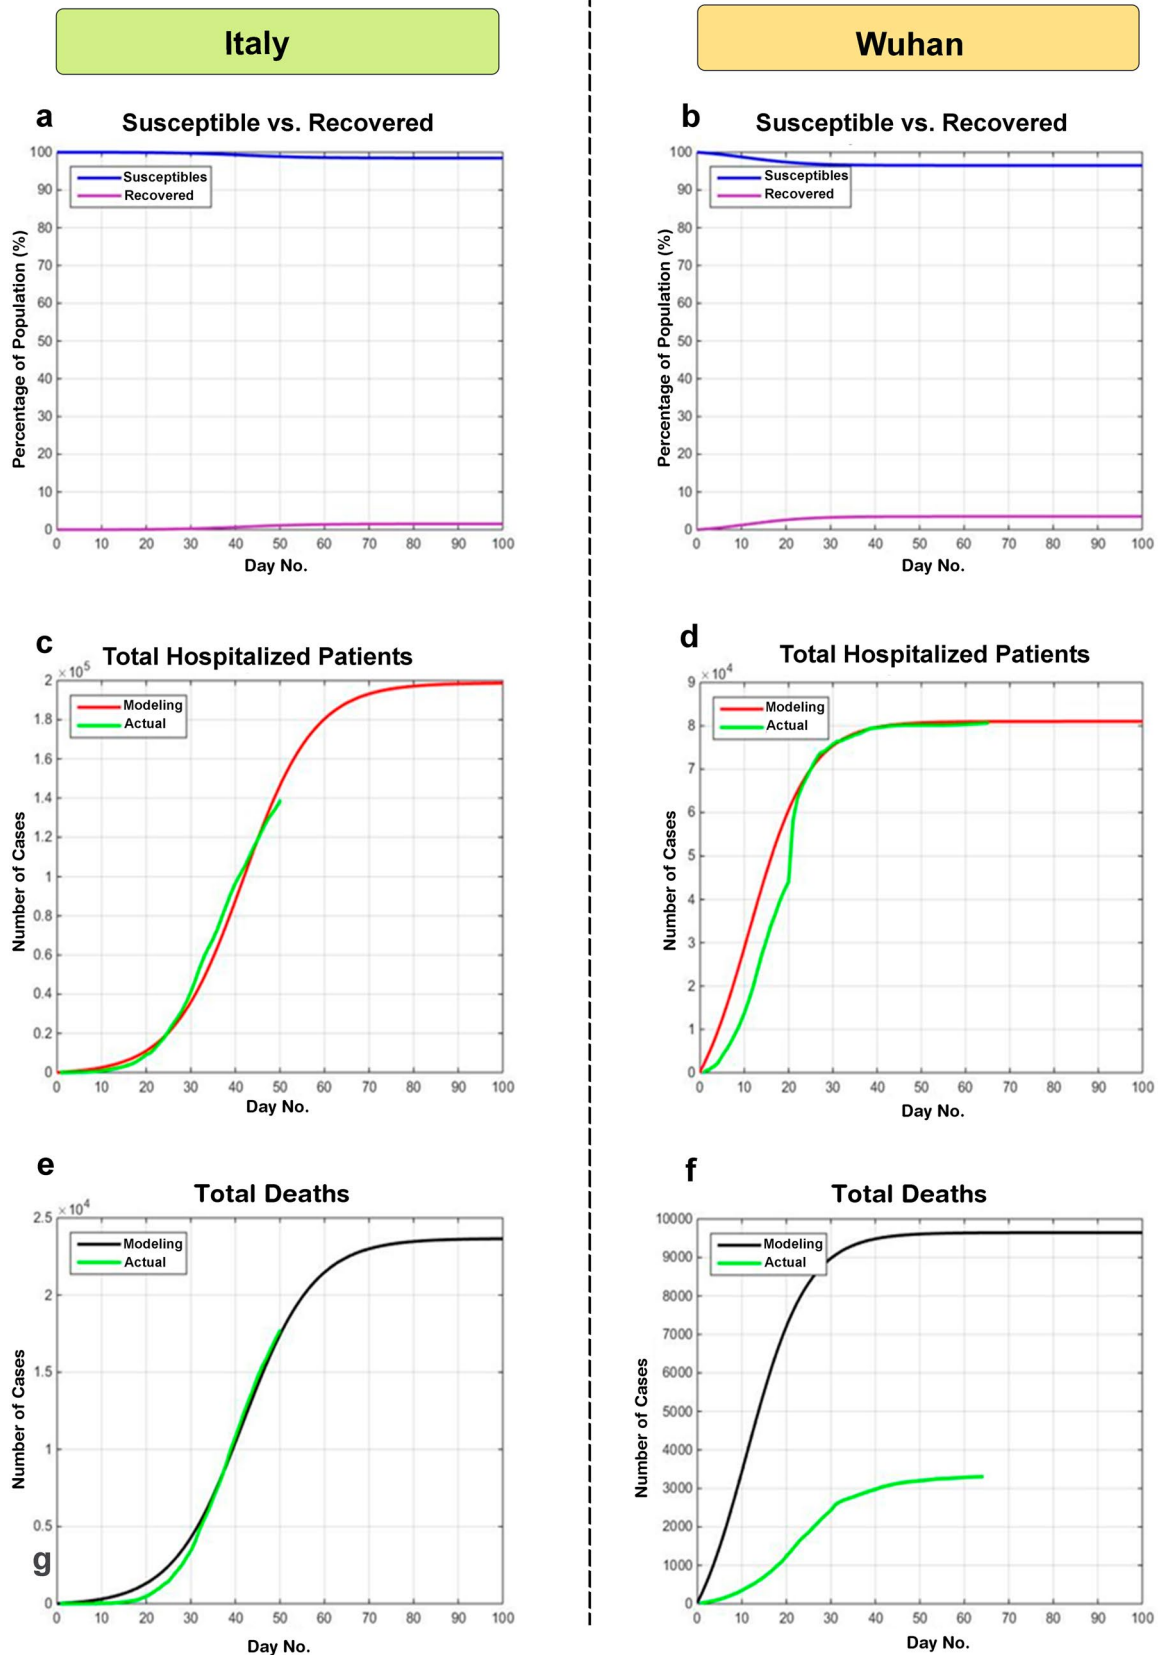 Italy
Wuhan
a
Susceptible vs. Recovered
100
90
80
70
60
50
40
30
20
10
0
Susceptibles
Recovered
Percentage of Population (%)
0 10 20 30 40 50 60 70 80 90 100
Day No.
b
Susceptible vs. Recovered
100
90
80
70
60
50
40
30
20
10
0
Susceptibles
Recovered
Percentage of Population (%)
0 10 20 30 40 50 60 70 80 90 100
Day No.
c
Total Hospitalized Patients
×10⁵
2
1.8
1.6
1.4
1.2
1
0.8
0.6
0.4
0.2
0
Modeling
Actual
Number of Cases
0 10 20 30 40 50 60 70 80 90 100
Day No.
d
Total Hospitalized Patients
×10⁴
9
8
7
6
5
4
3
2
1
0
Modeling
Actual
Number of Cases
0 10 20 30 40 50 60 70 80 90 100
Day No.
e
Total Deaths
×10⁴
2.5
2
1.5
1
0.5
0
Modeling
Actual
Number of Cases
g
0 10 20 30 40 50 60 70 80 90 100
Day No.
f
Total Deaths
10000
9000
8000
7000
6000
5000
4000
3000
2000
1000
0
Modeling
Actual
Number of Cases
0 10 20 30 40 50 60 70 80 90 100
Day No.